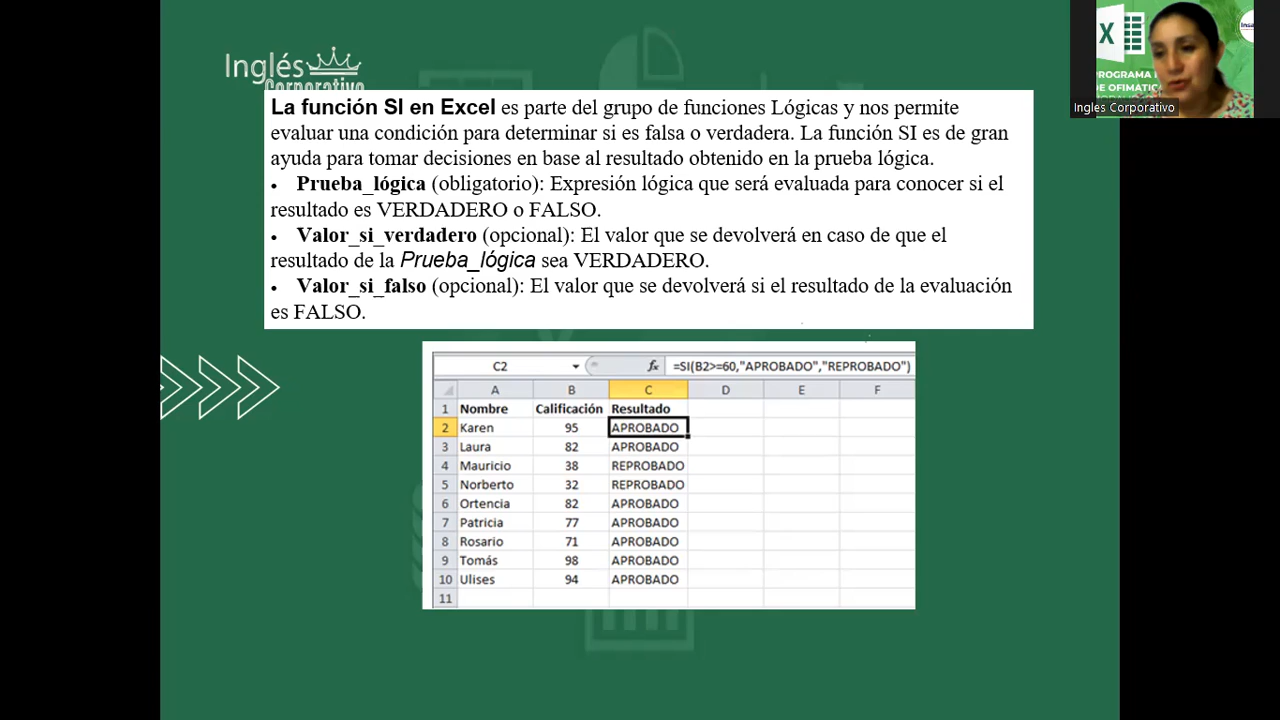 Inglés
Corporativo
La función SI en Excel es parte del grupo de funciones Lógicas y nos permite
evaluar una condición para determinar si es falsa o verdadera. La función SI es de gran
ayuda para tomar decisiones en base al resultado obtenido en la prueba lógica.
• Prueba_lógica (obligatorio): Expresión lógica que será evaluada para conocer si el
resultado es VERDADERO o FALSO.
• Valor_si_verdadero (opcional): El valor que se devolverá en caso de que el
resultado de la Prueba_lógica sea VERDADERO.
• Valor_si_falso (opcional): El valor que se devolverá si el resultado de la evaluación
es FALSO.
X
PROGRAMA
DE OFIMATICA
Ingles Corporativo
C2 fx =SI(B2>=60,"APROBADO","REPROBADO")
A B C D E F
1 Nombre Calificación Resultado
2 Karen 95 APROBADO
3 Laura 82 APROBADO
4 Mauricio 38 REPROBADO
5 Norberto 32 REPROBADO
6 Ortencia 82 APROBADO
7 Patricia 77 APROBADO
8 Rosario 71 APROBADO
9 Tomás 98 APROBADO
10 Ulises 94 APROBADO
11